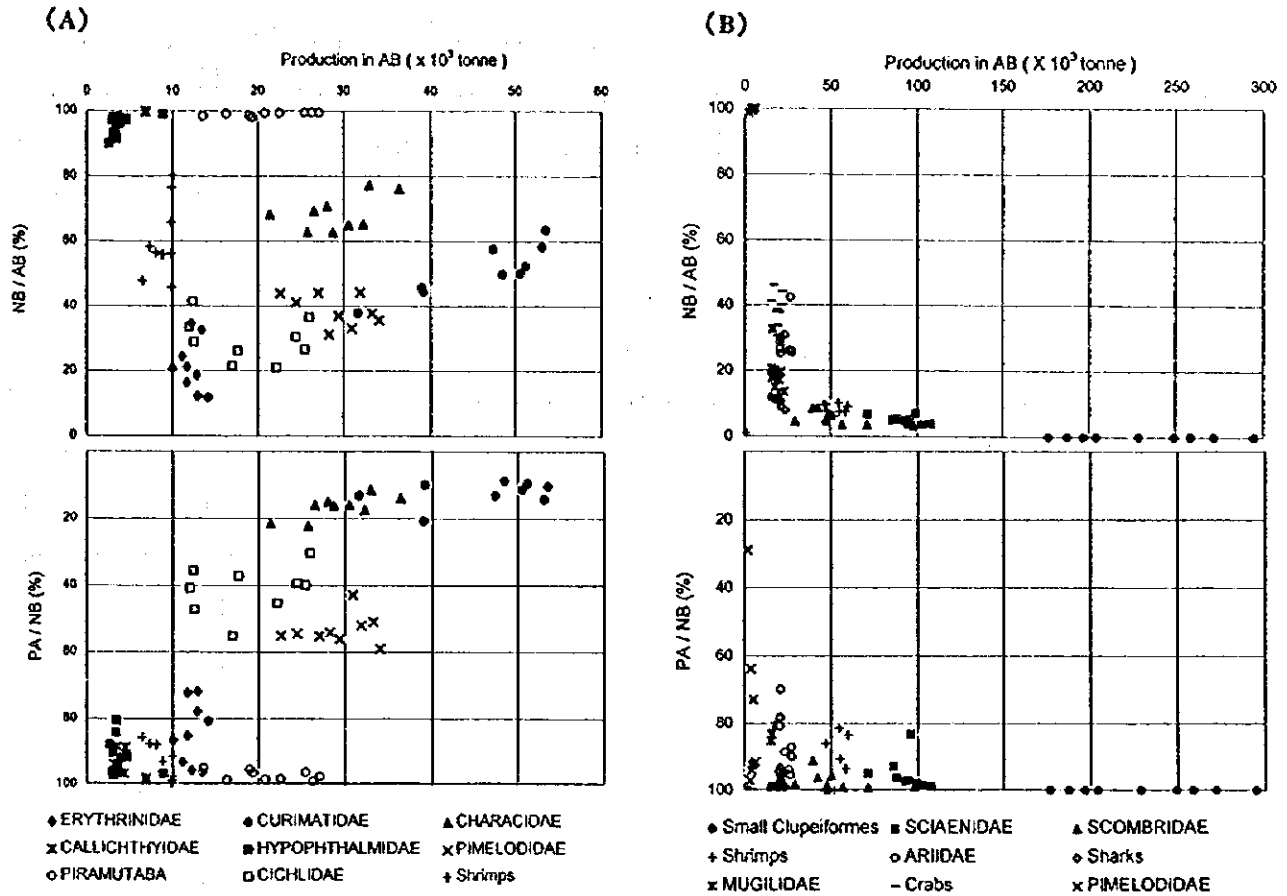 (A)
Production in AB ( x 10³ tonne)
0 10 20 30 40 50 60
100
80
60
40
20
0
NB / AB (%)
20
40
60
80
100
PA / NB (%)
ERYTHRINIDAE CURIMATIDAE CHARACIDAE
CALLICHTHYIDAE HYPOPHTHALMIDAE PIMELODIDAE
PIRAMUTABA CICHLIDAE Shrimps
(B)
Production in AB ( X 10³ tonne)
0 50 100 150 200 250 300
100
80
60
40
20
0
NB / AB (%)
20
40
60
80
100
PA / NB (%)
Small Clupeiformes SCIAENIDAE SCOMBRIDAE
Shrimps ARIIDAE Sharks
MUGILIDAE Crabs PIMELODIDAE